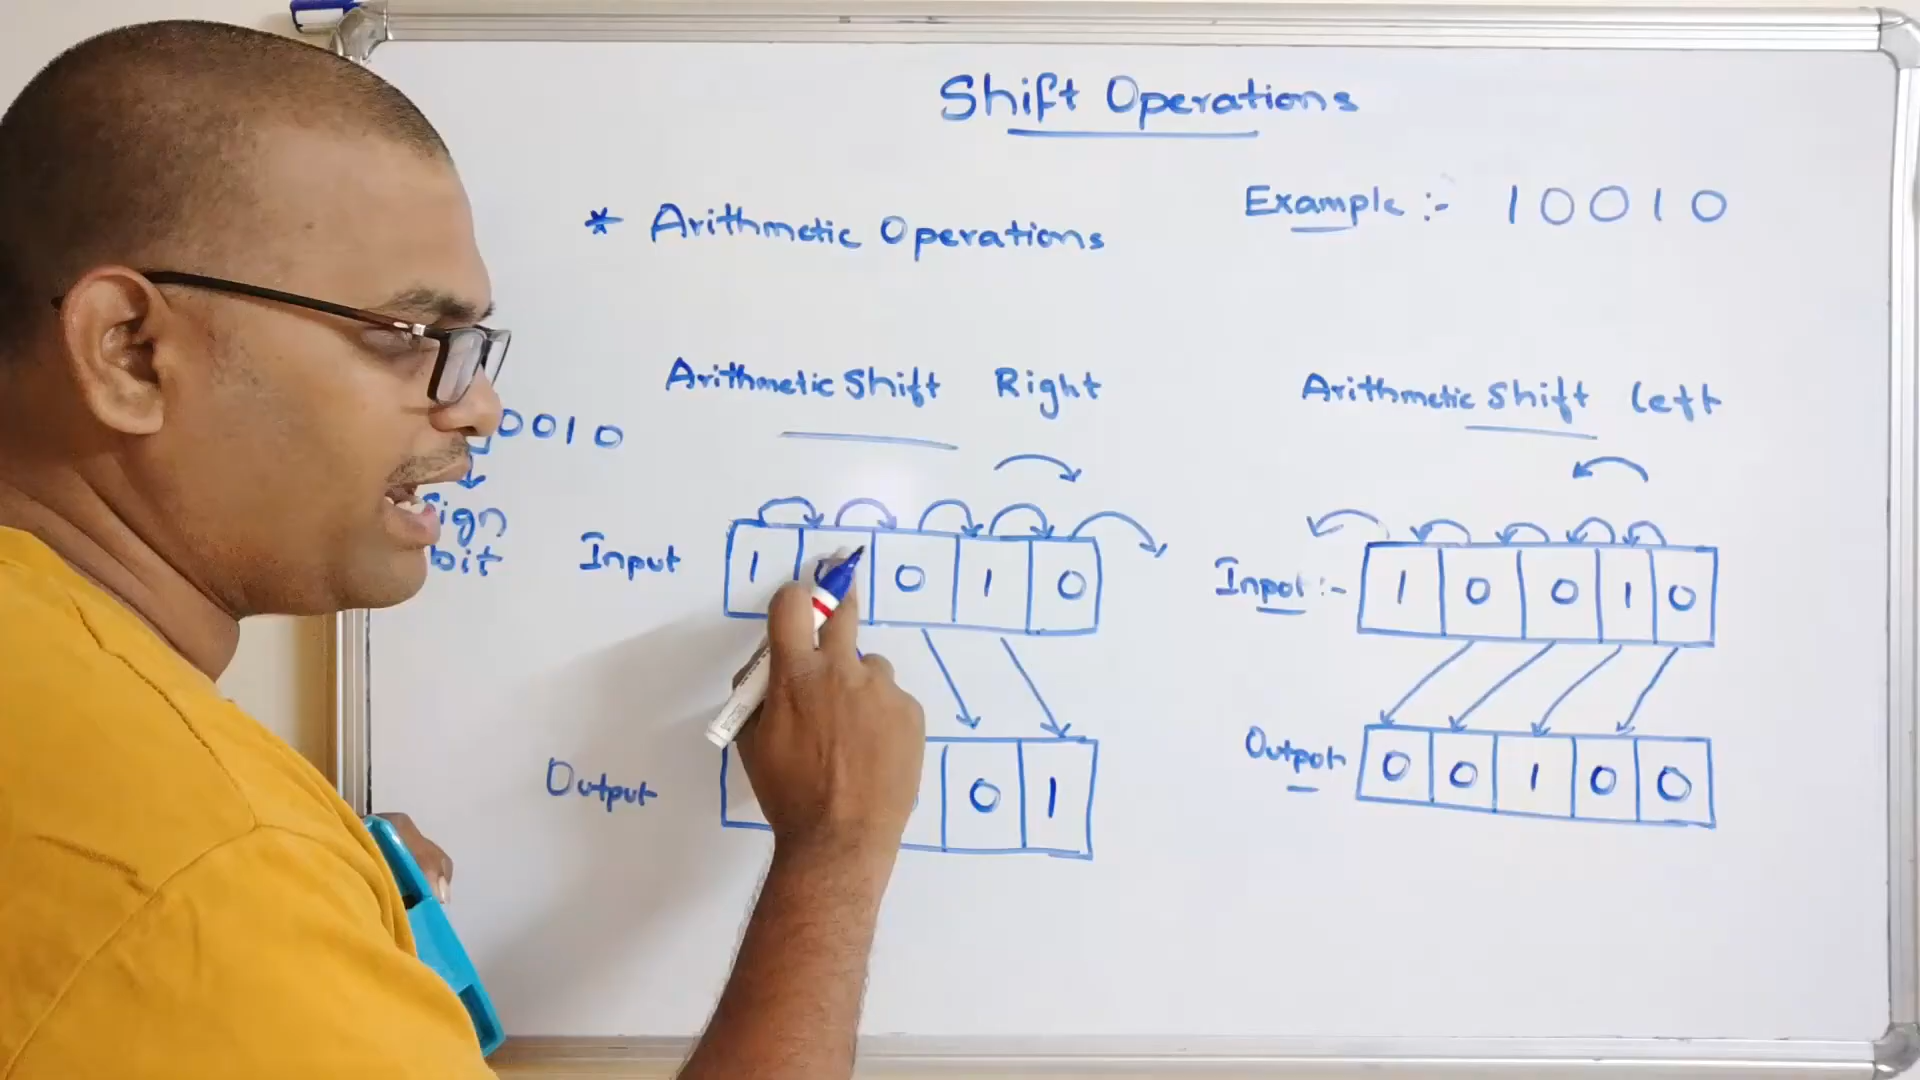 Shift Operations
* Arithmetic Operations
Example :- 10010
Arithmetic Shift Right
Arithmetic Shift Left
0010
Sign
bit
Input 1 0 1 0
Input :- 1 0 0 1 0
Output 0 1
Output 0 0 1 0 0